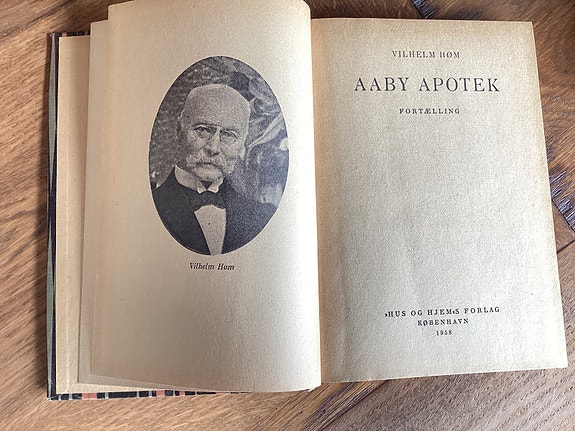 Vilhelm Høm
VILHELM HØM
AABY APOTEK
FORTÆLLING
»HUS OG HJEM«S FORLAG
KØBENHAVN
1958